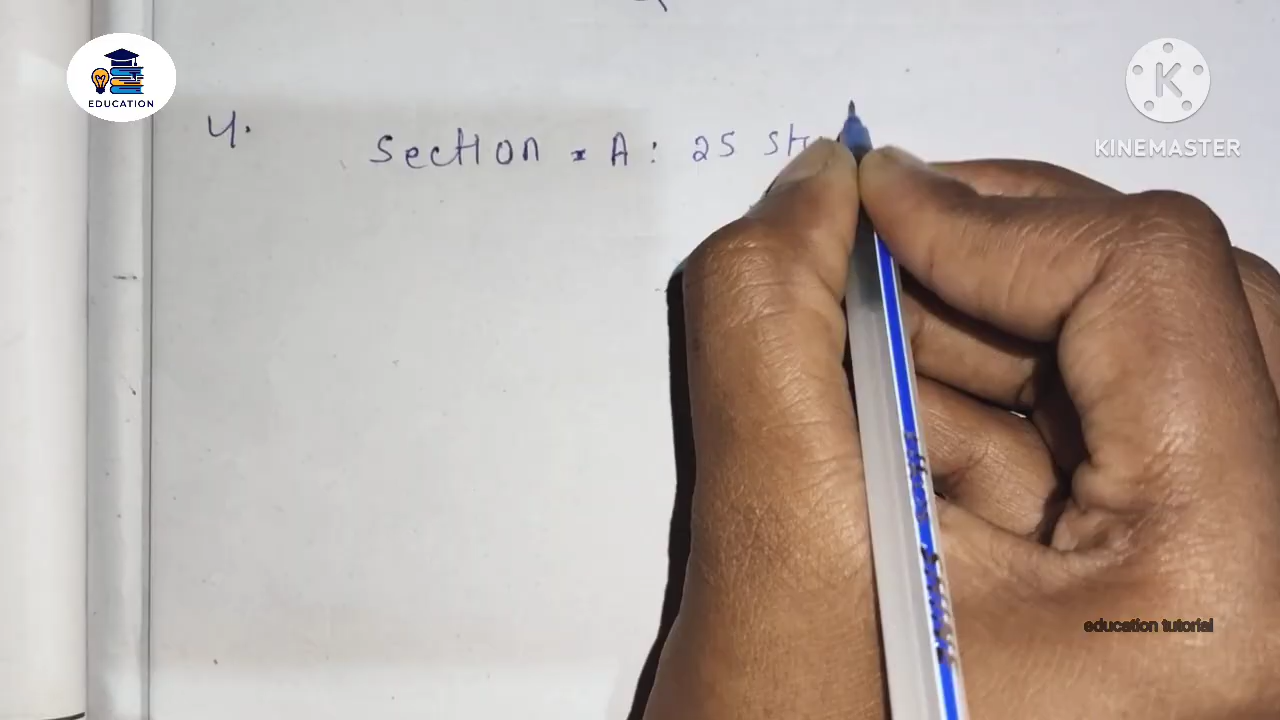 EDUCATION
K
KINEMASTER
4.
Section - A : 25 St
education tutorial